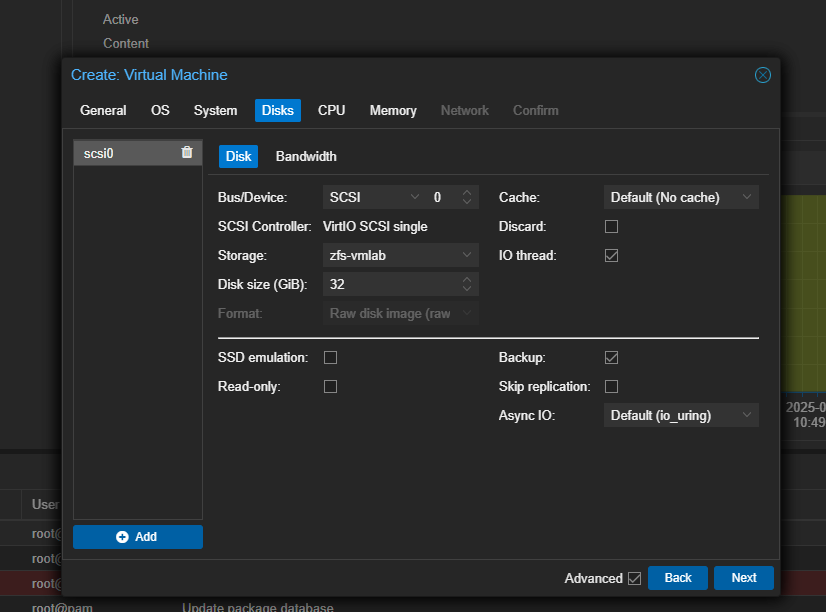 Active
Content
Create: Virtual Machine
General OS System Disks CPU Memory Network Confirm
scsi0
Disk Bandwidth
Bus/Device: SCSI 0 Cache: Default (No cache)
SCSI Controller: VirtIO SCSI single Discard:
Storage: zfs-vmlab IO thread:
Disk size (GiB): 32
Format: Raw disk image (raw
SSD emulation: Backup:
Read-only: Skip replication:
Async IO: Default (io_uring)
2025-0
10:49
User
root@
Add
root@
Advanced Back Next
root@
root@pam Update package database